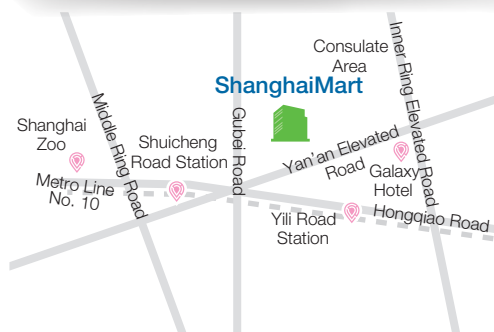 Consulate
Area
Inner Ring Elevated Road
ShanghaiMart
Middle Ring Road
Gubei Road
Shanghai
Zoo
Shuicheng
Road Station
Yan'an Elevated
Road
Galaxy
Hotel
Metro Line
No. 10
Yili Road
Station
Hongqiao Road